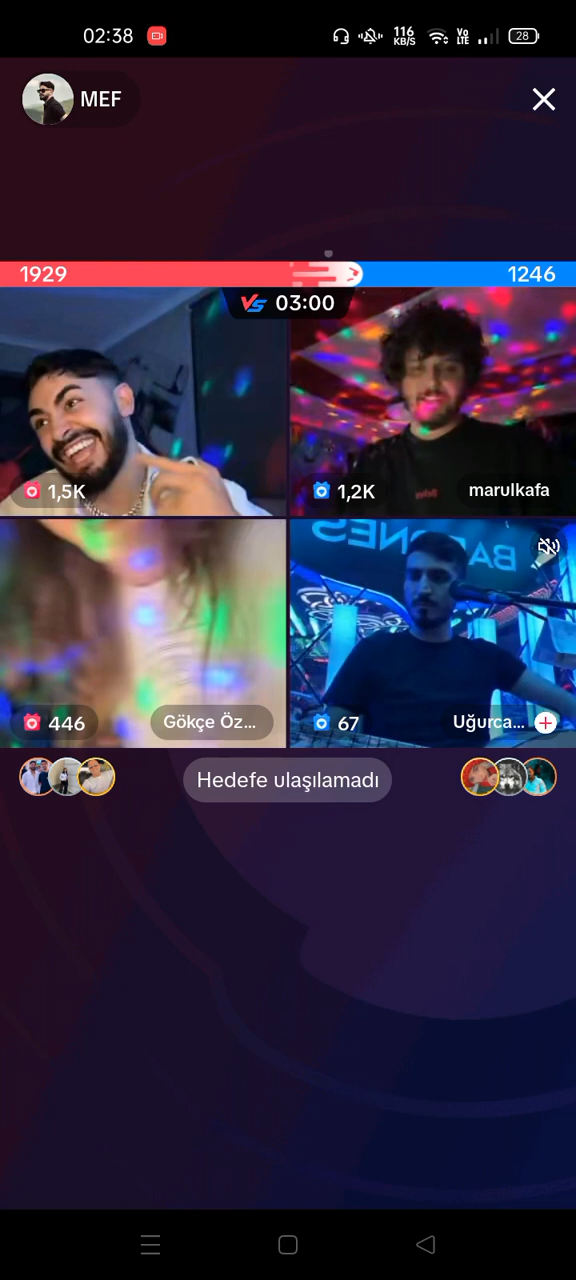 02:38
116
KB/S
Vo
LTE
28
MEF
1929
1246
VS 03:00
1,5K
1,2K
marulkafa
BARONES
446
Gökçe Öz...
67
Uğurca...
Hedefe ulaşılamadı